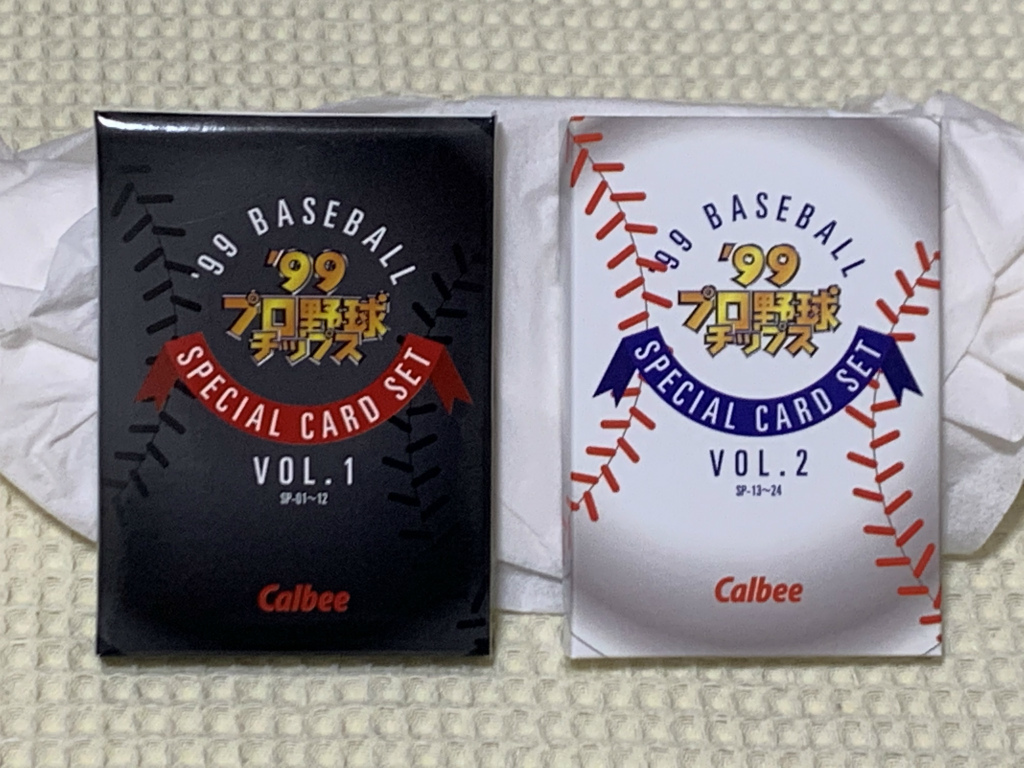 '99 BASEBALL
'99
プロ野球
チップス
SPECIAL CARD SET
VOL.1
SP-01～12
Calbee
'99 BASEBALL
'99
プロ野球
チップス
SPECIAL CARD SET
VOL.2
SP-13～24
Calbee